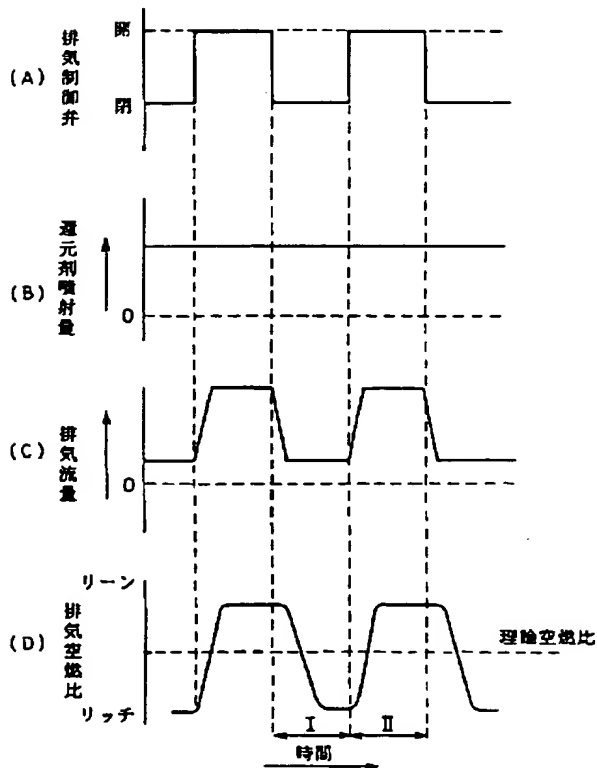 (A) 排気制御弁
開
閉
(B) 還元剤噴射量
0
(C) 排気流量
0
(D) 排気空燃比
リーン
理論空燃比
リッチ
I
II
時間